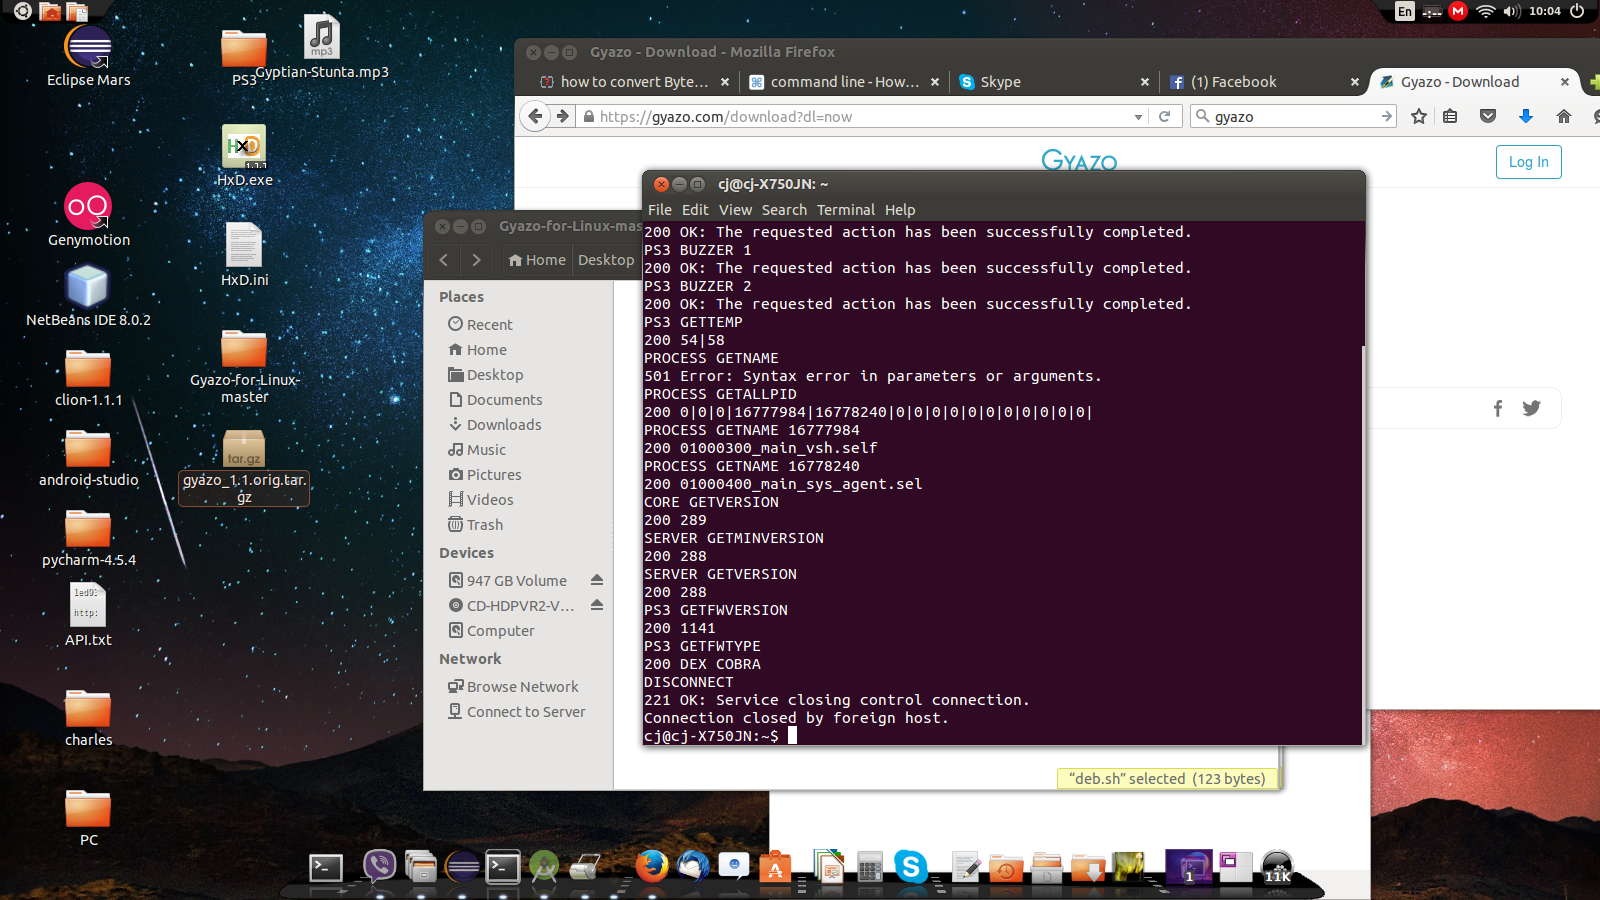 En
M
10:04
Eclipse Mars
PS3
mp3
Gyptian-Stunta.mp3
HxD
1.1.1
HxD.exe
Genymotion
HxD.ini
NetBeans IDE 8.0.2
Gyazo-for-Linux-
master
clion-1.1.1
tar.gz
gyazo_1.1.orig.tar.
gz
android-studio
pycharm-4.5.4
1ed9
http:
API.txt
charles
PC
Gyazo - Download - Mozilla Firefox
how to convert Byte...
command line - How...
Skype
(1) Facebook
Gyazo - Download
https://gyazo.com/download?dl=now
gyazo
GYAZO
Log In
Gyazo-for-Linux-mas
Home
Desktop
Places
Recent
Home
Desktop
Documents
Downloads
Music
Pictures
Videos
Trash
Devices
947 GB Volume
CD-HDPVR2-V...
Computer
Network
Browse Network
Connect to Server
"deb.sh" selected (123 bytes)
cj@cj-X750JN: ~
File Edit View Search Terminal Help
200 OK: The requested action has been successfully completed.
PS3 BUZZER 1
200 OK: The requested action has been successfully completed.
PS3 BUZZER 2
200 OK: The requested action has been successfully completed.
PS3 GETTEMP
200 54|58
PROCESS GETNAME
501 Error: Syntax error in parameters or arguments.
PROCESS GETALLPID
200 0|0|0|16777984|16778240|0|0|0|0|0|0|0|0|0|0|0|
PROCESS GETNAME 16777984
200 01000300_main_vsh.self
PROCESS GETNAME 16778240
200 01000400_main_sys_agent.sel
CORE GETVERSION
200 289
SERVER GETMINVERSION
200 288
SERVER GETVERSION
200 288
PS3 GETFWVERSION
200 1141
PS3 GETFWTYPE
200 DEX COBRA
DISCONNECT
221 OK: Service closing control connection.
Connection closed by foreign host.
cj@cj-X750JN:~$
1
11K